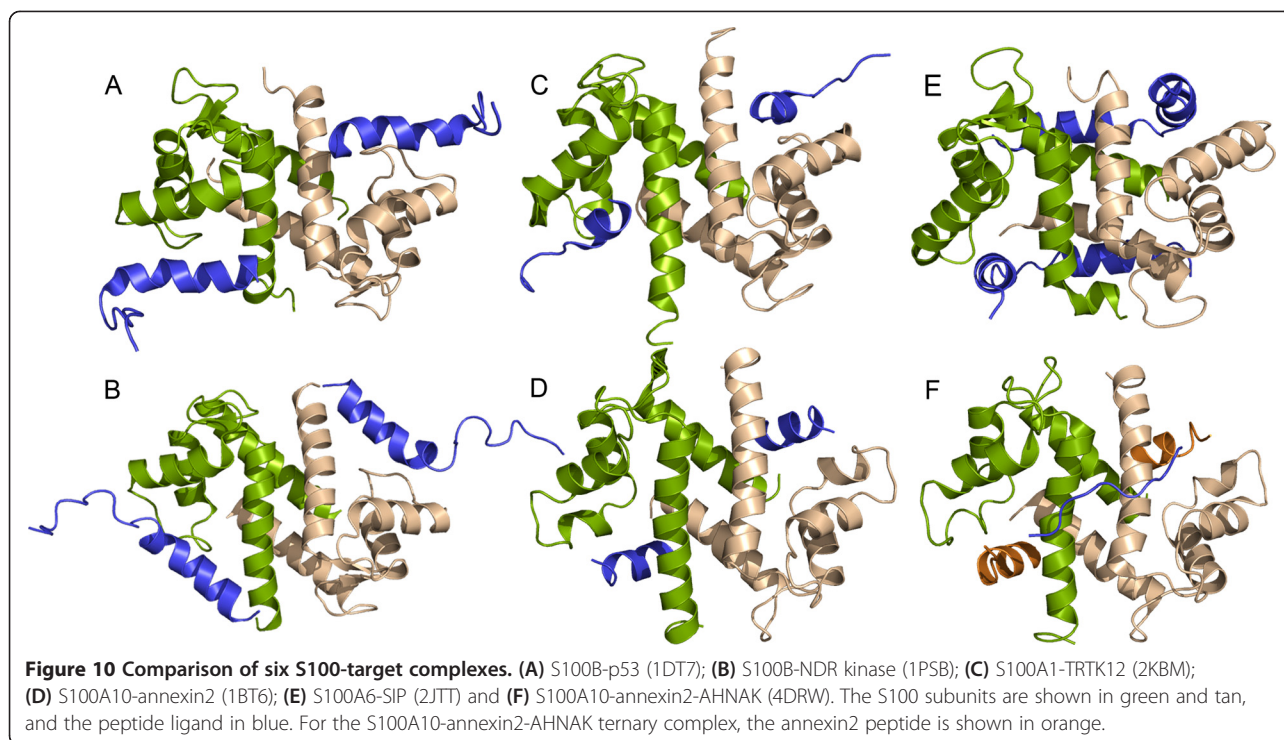 A
C
E
B
D
F
Figure 10 Comparison of six S100-target complexes. (A) S100B-p53 (1DT7); (B) S100B-NDR kinase (1PSB); (C) S100A1-TRTK12 (2KBM);
(D) S100A10-annexin2 (1BT6); (E) S100A6-SIP (2JTT) and (F) S100A10-annexin2-AHNAK (4DRW). The S100 subunits are shown in green and tan,
and the peptide ligand in blue. For the S100A10-annexin2-AHNAK ternary complex, the annexin2 peptide is shown in orange.